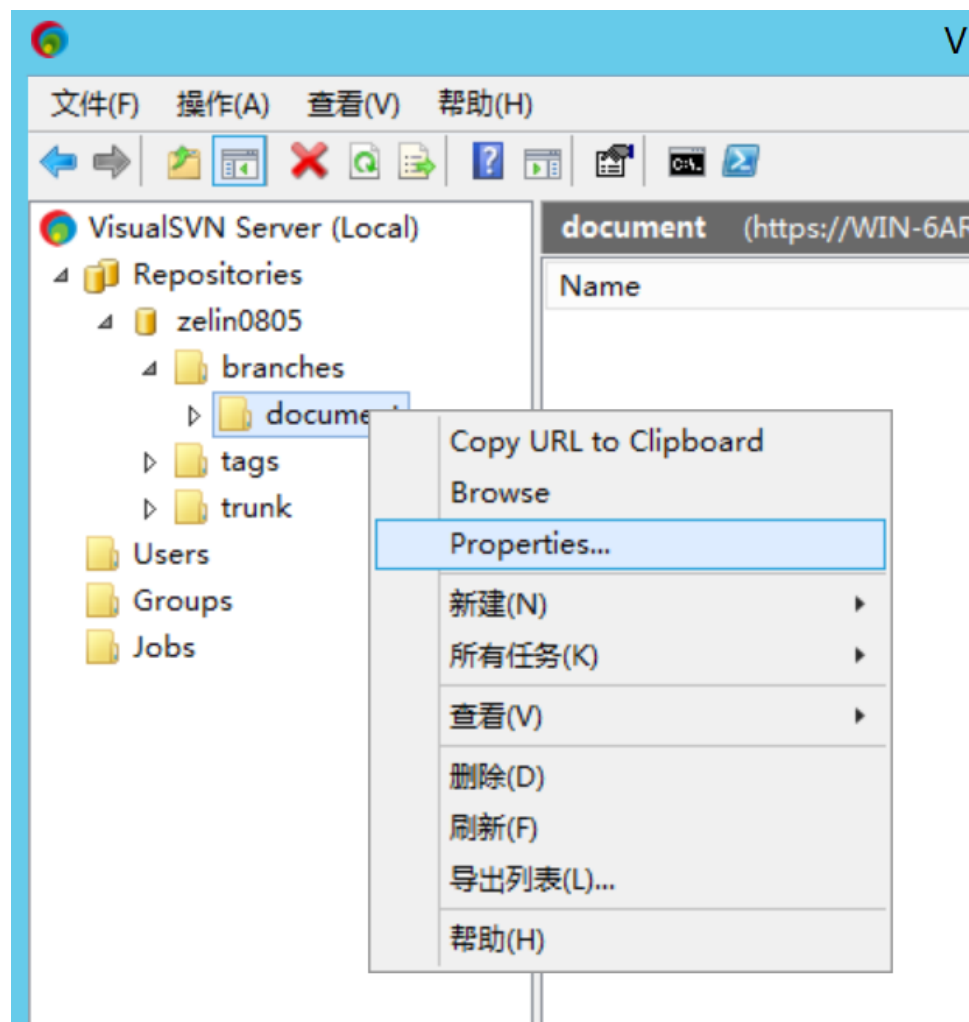 V
文件(F) 操作(A) 查看(V) 帮助(H)
VisualSVN Server (Local)
Repositories
zelin0805
branches
docume
tags
trunk
Users
Groups
Jobs
document (https://WIN-6AR
Name
Copy URL to Clipboard
Browse
Properties...
新建(N)
所有任务(K)
查看(V)
删除(D)
刷新(F)
导出列表(L)...
帮助(H)